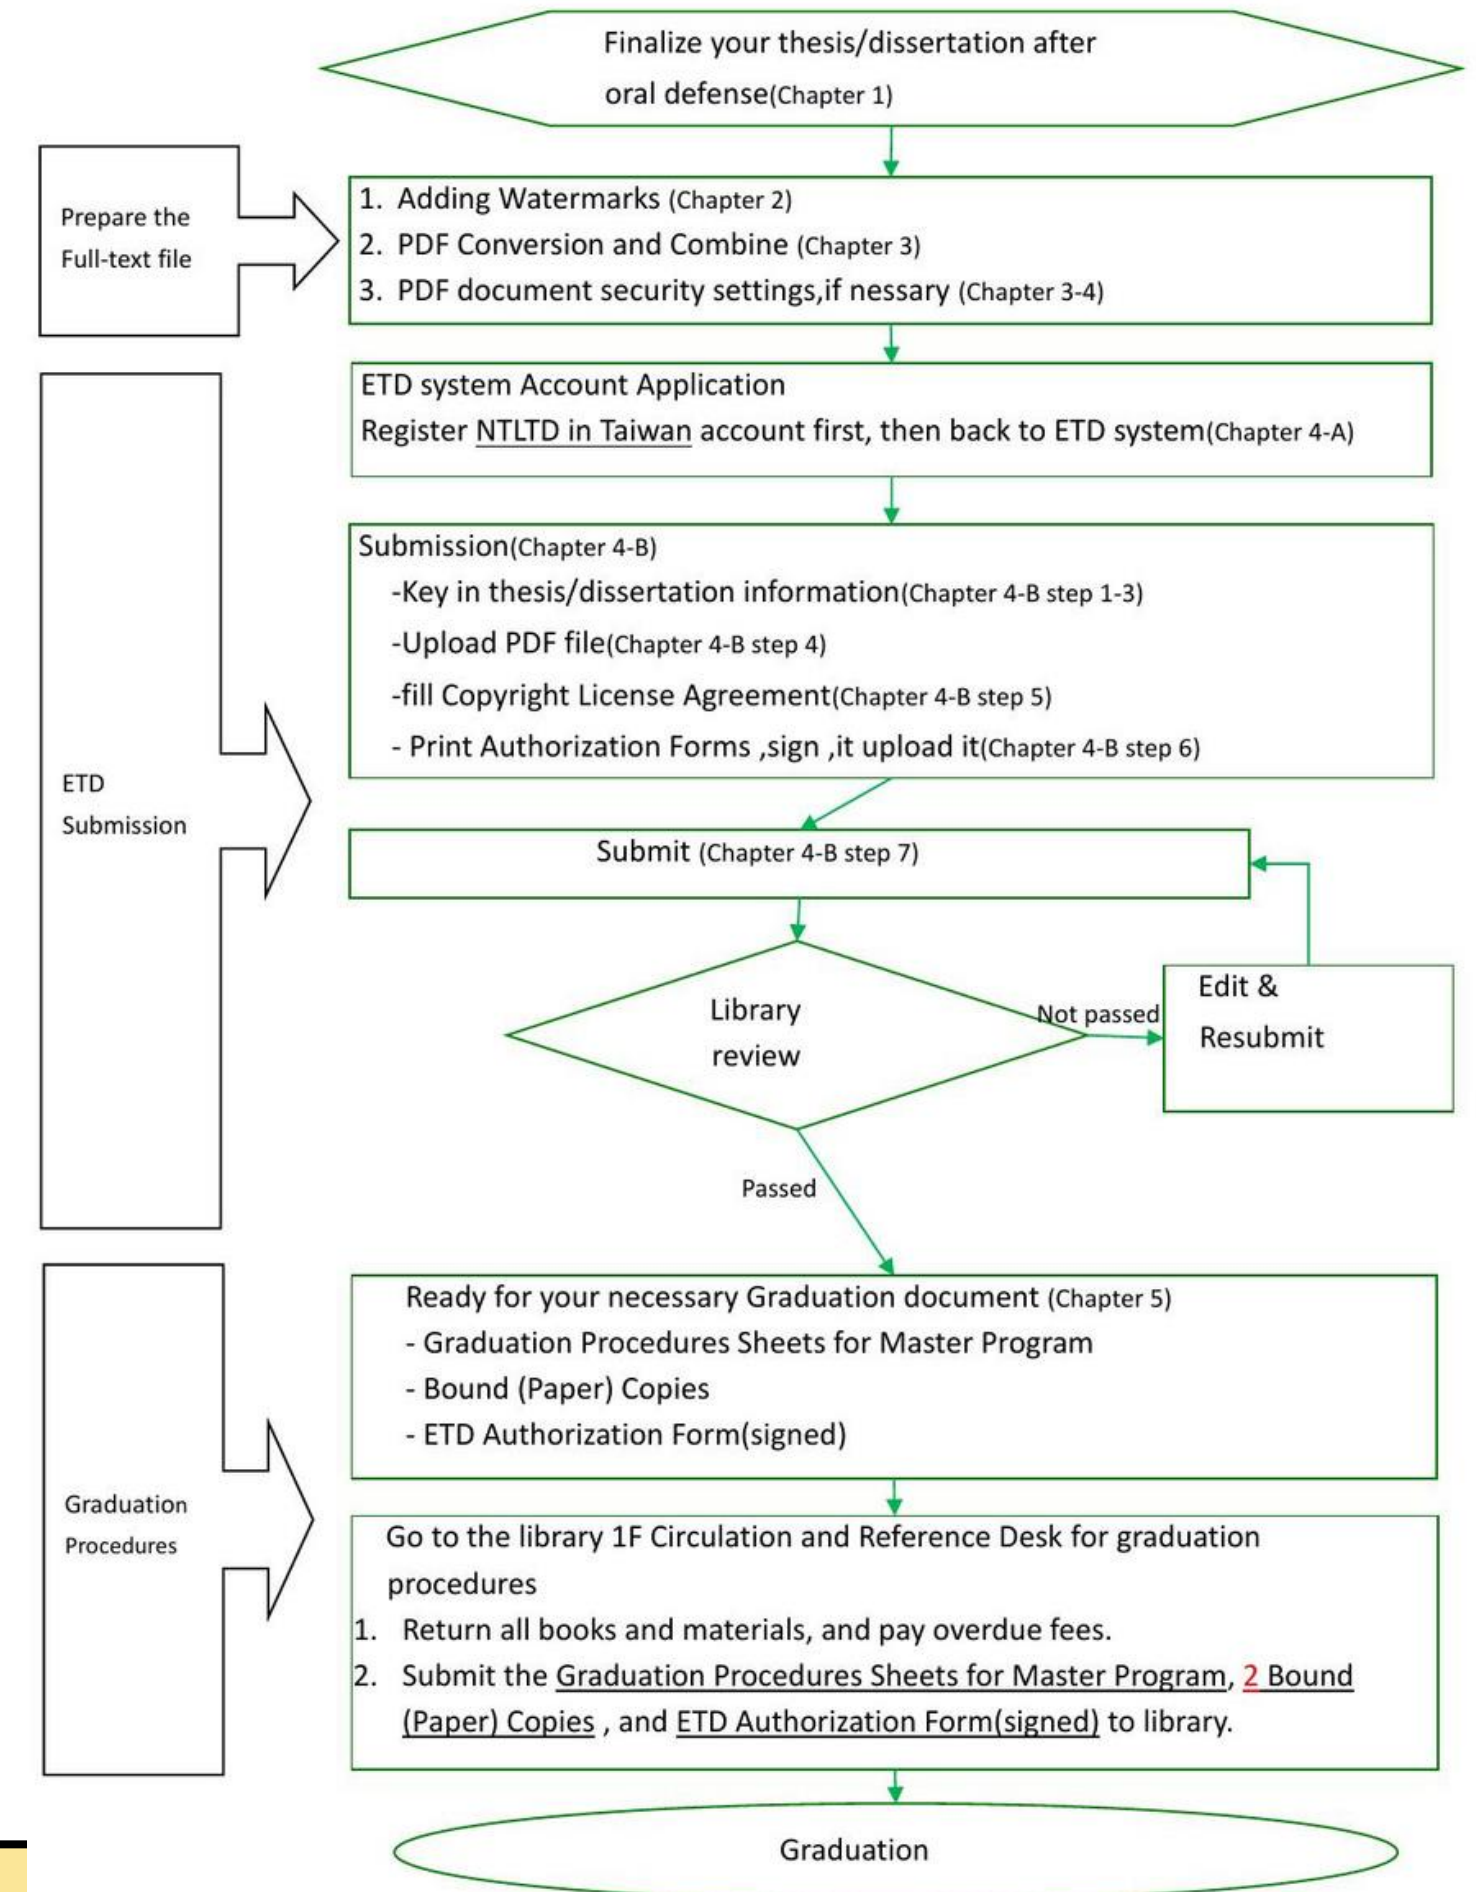 Finalize your thesis/dissertation after
oral defense(Chapter 1)
Prepare the
Full-text file
1. Adding Watermarks (Chapter 2)
2. PDF Conversion and Combine (Chapter 3)
3. PDF document security settings,if nessary (Chapter 3-4)
ETD system Account Application
Register NTLTD in Taiwan account first, then back to ETD system(Chapter 4-A)
ETD
Submission
Submission(Chapter 4-B)
-Key in thesis/dissertation information(Chapter 4-B step 1-3)
-Upload PDF file(Chapter 4-B step 4)
-fill Copyright License Agreement(Chapter 4-B step 5)
- Print Authorization Forms ,sign ,it upload it(Chapter 4-B step 6)
Submit (Chapter 4-B step 7)
Library
review
Not passed
Edit &
Resubmit
Passed
Graduation
Procedures
Ready for your necessary Graduation document (Chapter 5)
- Graduation Procedures Sheets for Master Program
- Bound (Paper) Copies
- ETD Authorization Form(signed)
Go to the library 1F Circulation and Reference Desk for graduation
procedures
1. Return all books and materials, and pay overdue fees.
2. Submit the Graduation Procedures Sheets for Master Program, 2 Bound
(Paper) Copies , and ETD Authorization Form(signed) to library.
Graduation